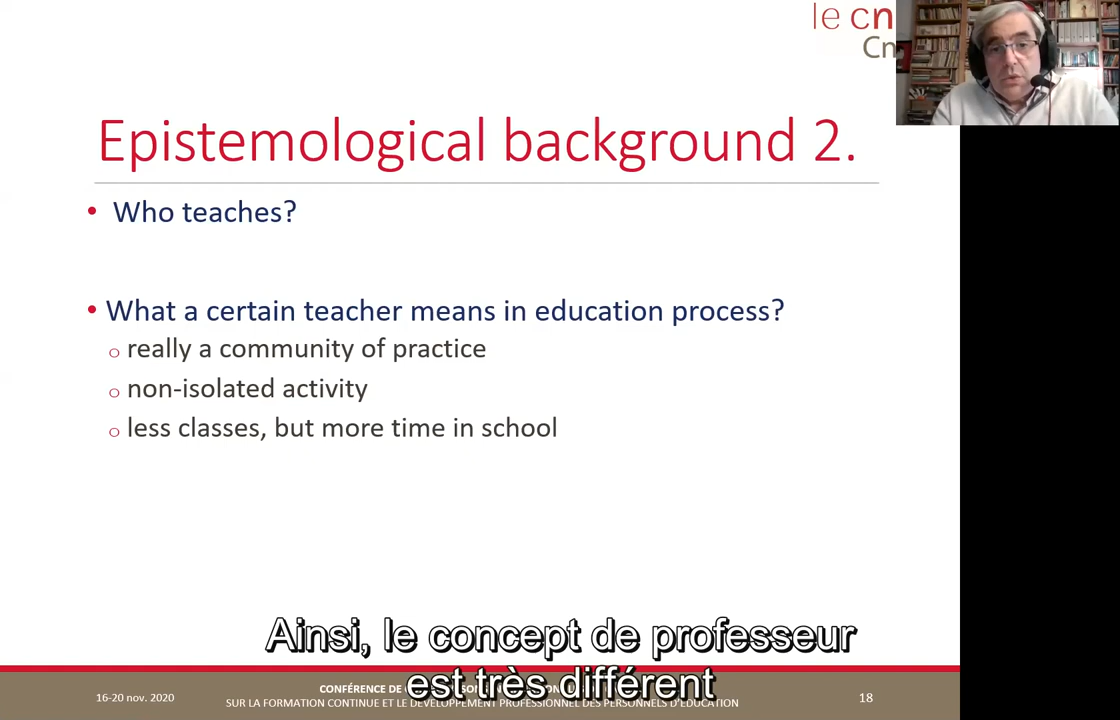 le cn
Cn
Epistemological background 2.
• Who teaches?
• What a certain teacher means in education process?
o really a community of practice
o non-isolated activity
o less classes, but more time in school
Ainsi, le concept de professeur
est très différent
16-20 nov. 2020
CONFÉRENCE DE
SUR LA FORMATION CONTINUE ET LE DÉVELOPPEMENT PROFESSIONNEL DES PERSONNELS D'ÉDUCATION
18